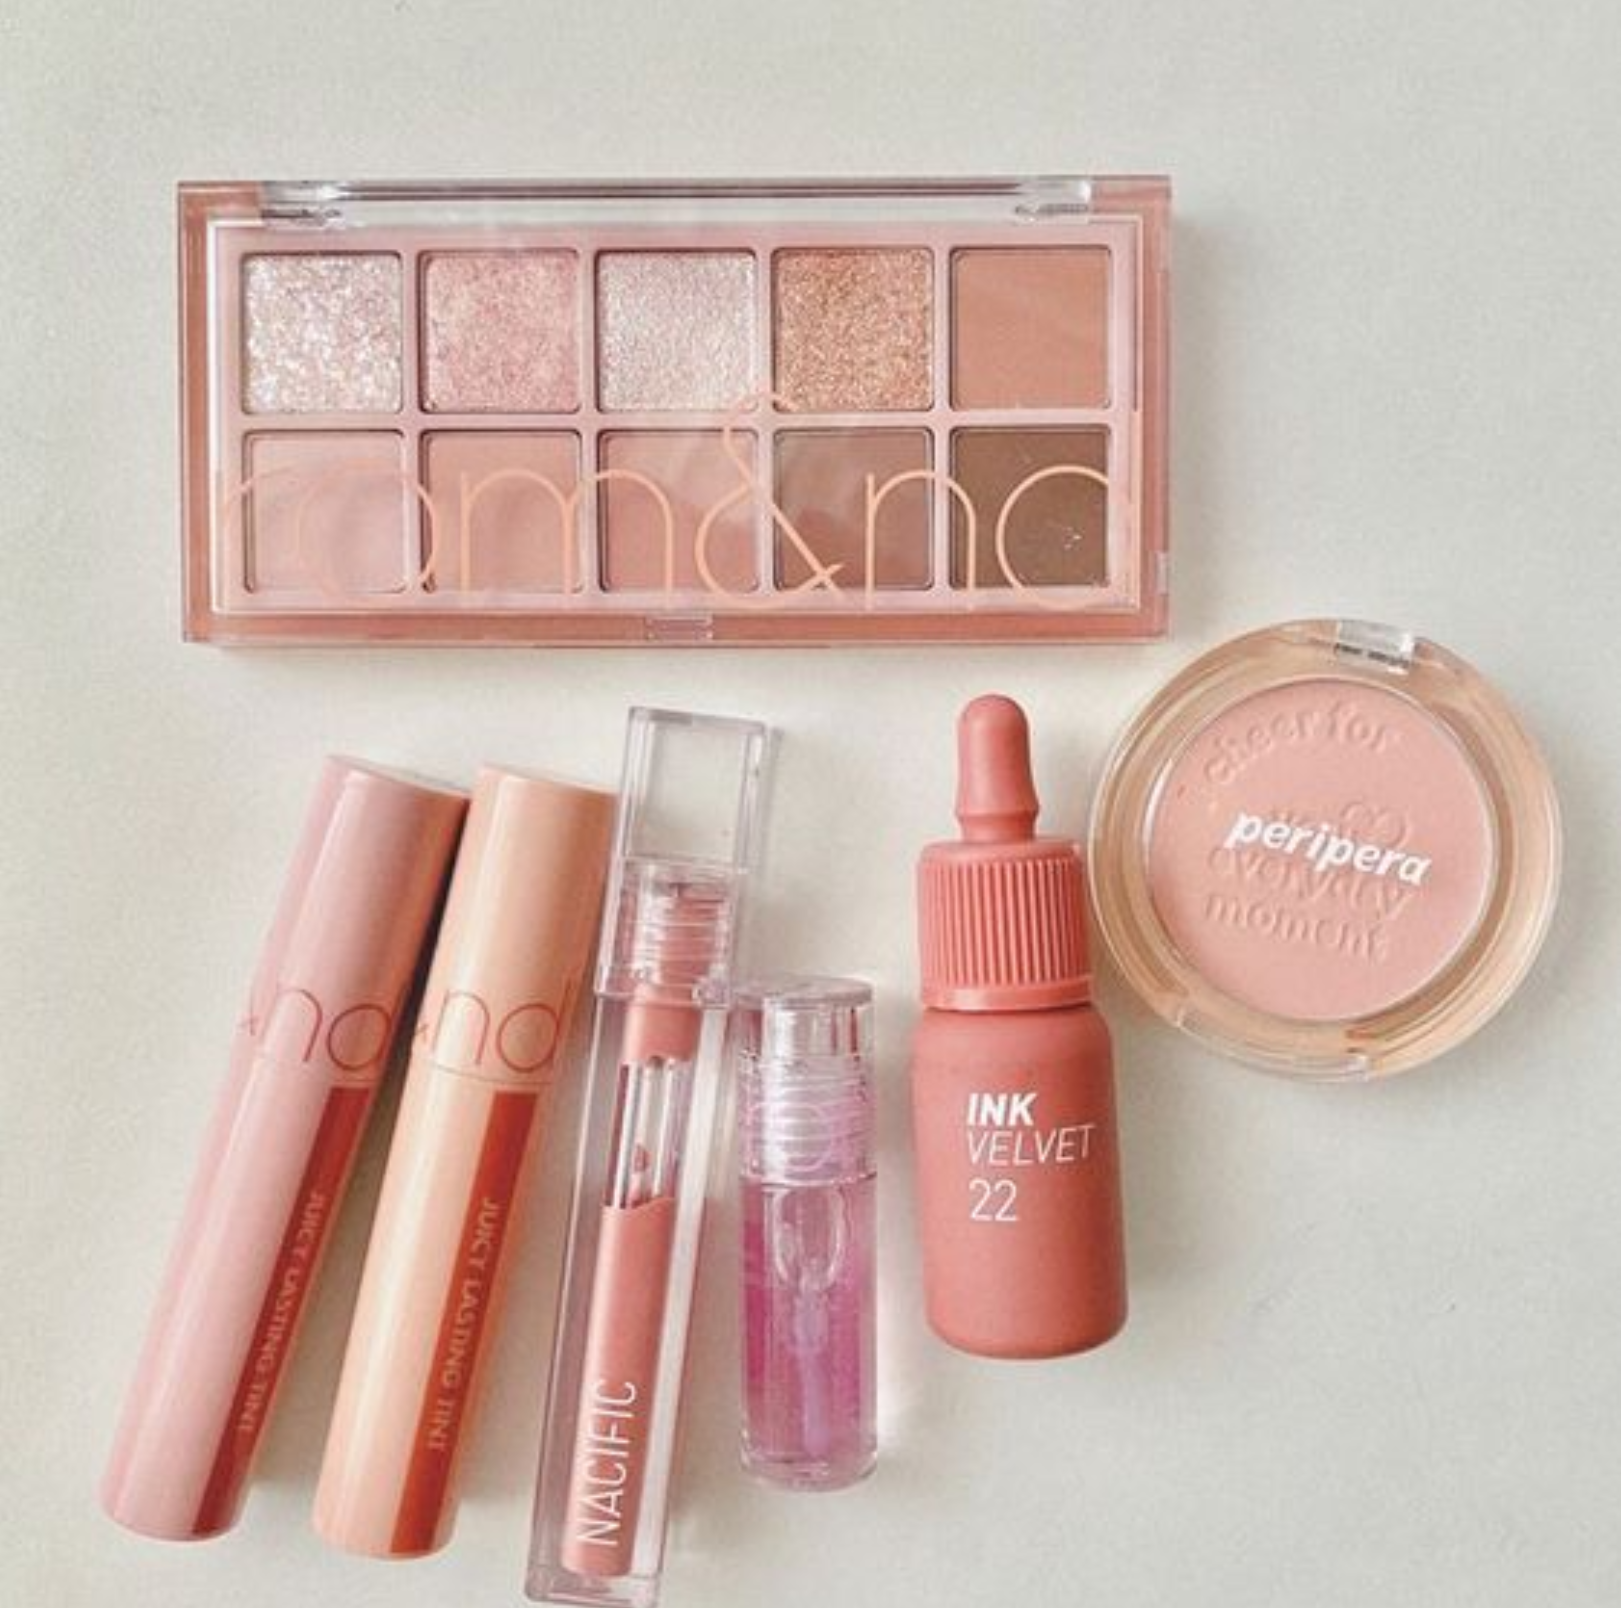 rom&nd
cheer for
peripera
everyday
moment
&nd
JUICY LASTING TINT
&nd
JUICY LASTING TINT
NACIFIC
INK
VELVET
22